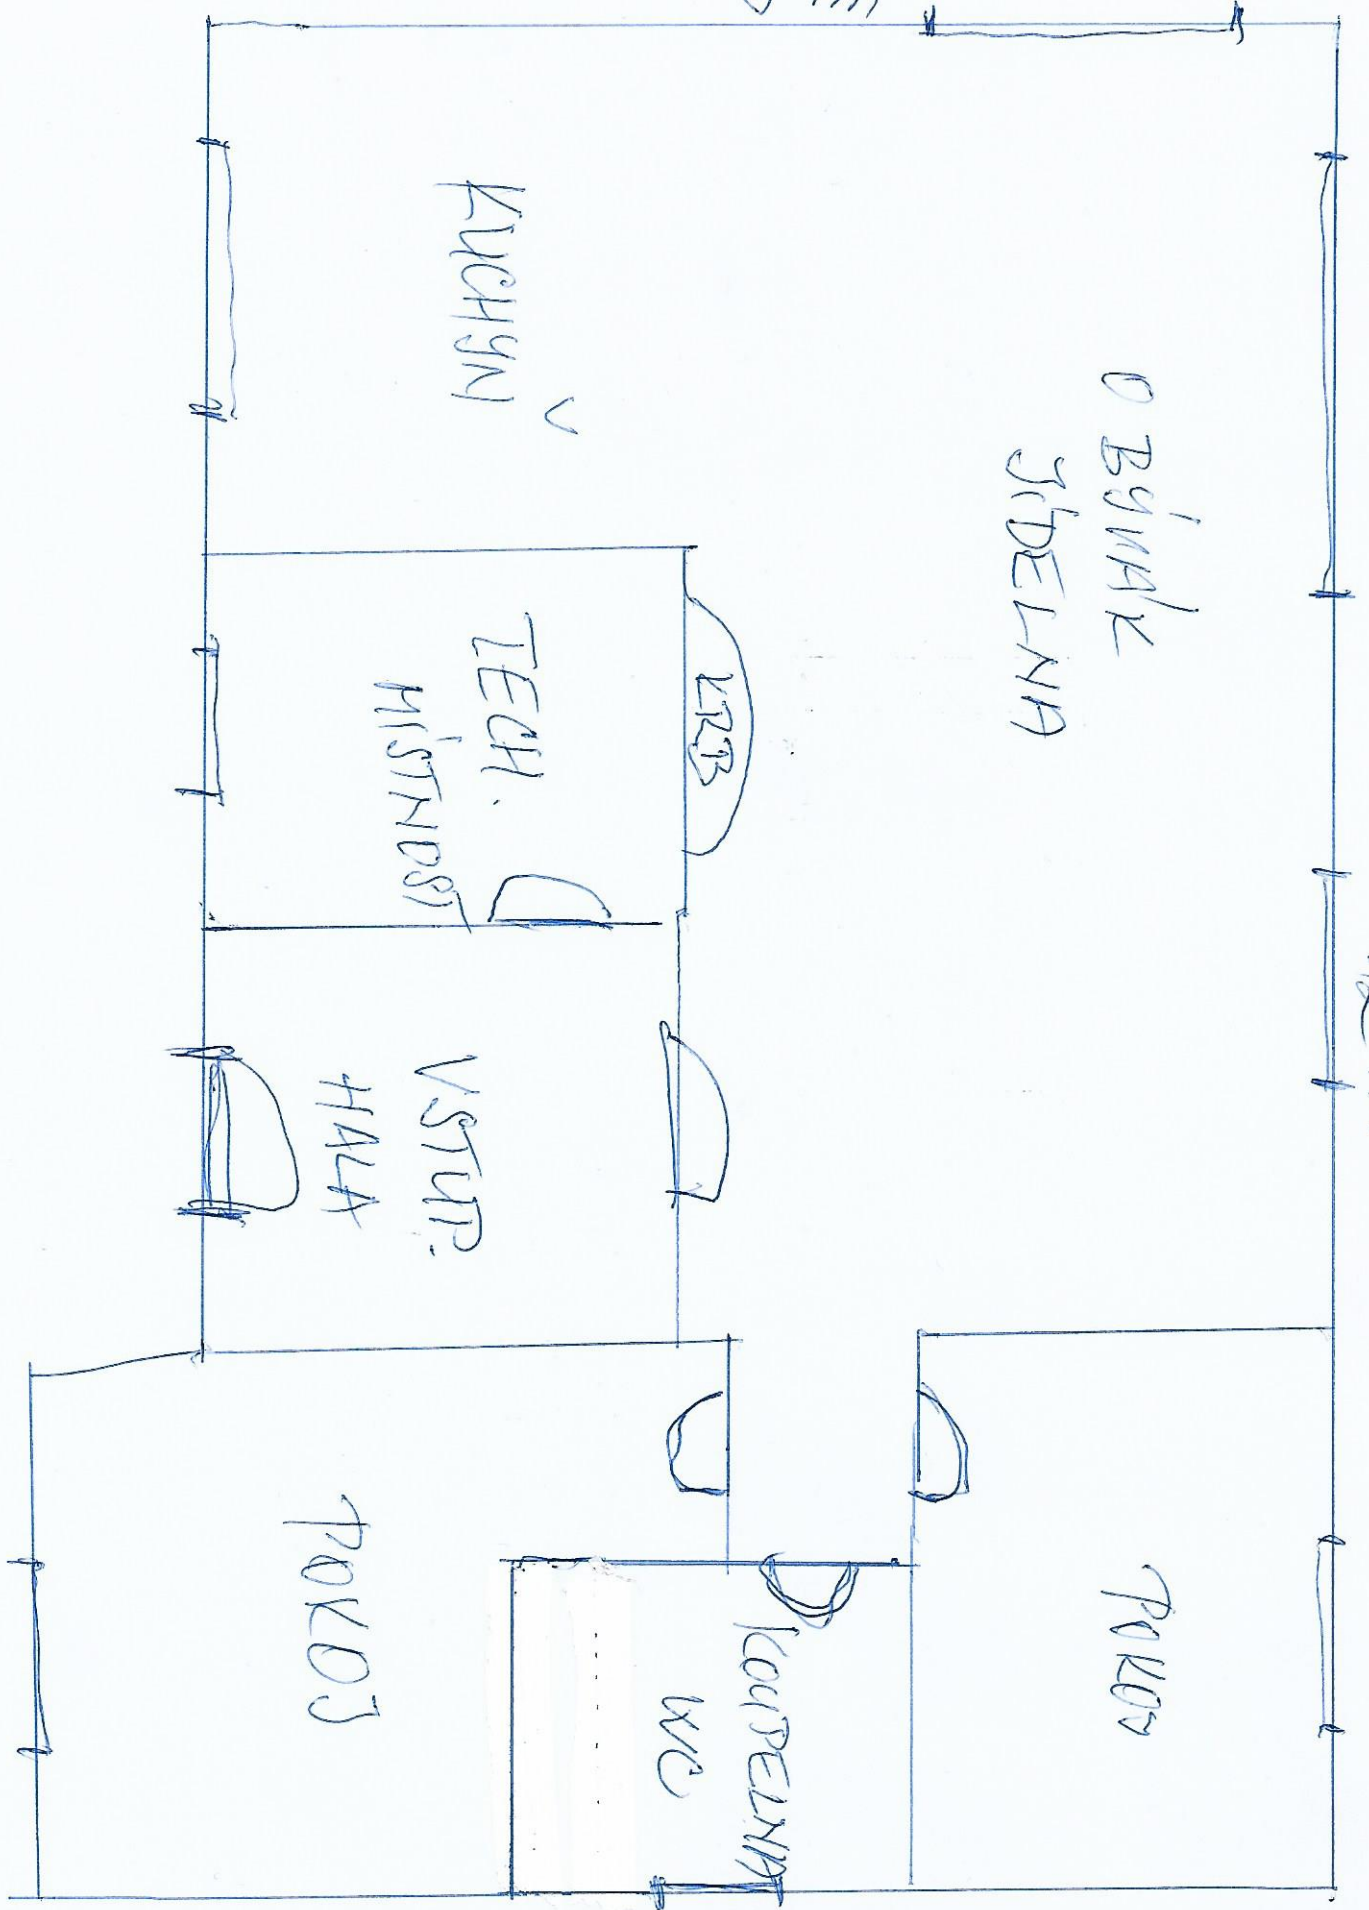 KUCHYŇ
OBÝVÁK
JÍDELNA
TECH.
MÍSTNOST
KRB
VSTUP.
HALA
POKOJ
KOUPELNA
WC
POKOJ